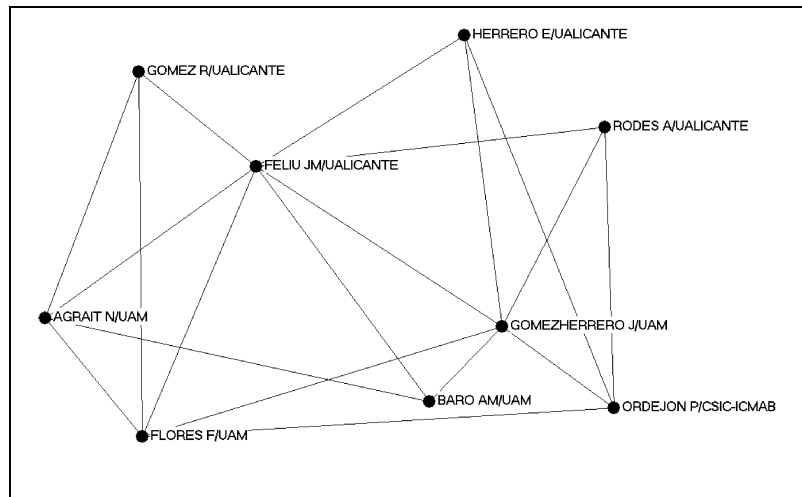 HERRERO E/UALICANTE
GOMEZ R/UALICANTE
RODES A/UALICANTE
FELIU JM/UALICANTE
AGRAIT N/UAM
GOMEZHERRERO J/UAM
BARO AM/UAM
ORDEJON P/CSIC-ICMAB
FLORES F/UAM